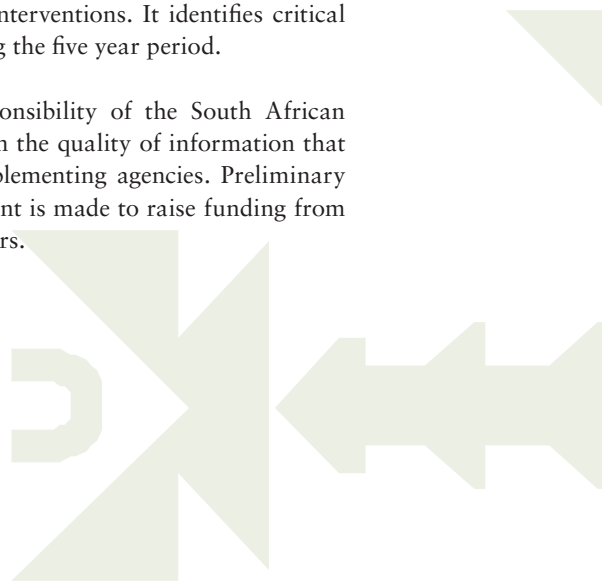 nterventions. It identifies critical
g the five year period.
onsibility of the South African
n the quality of information that
plementing agencies. Preliminary
nt is made to raise funding from
rs.